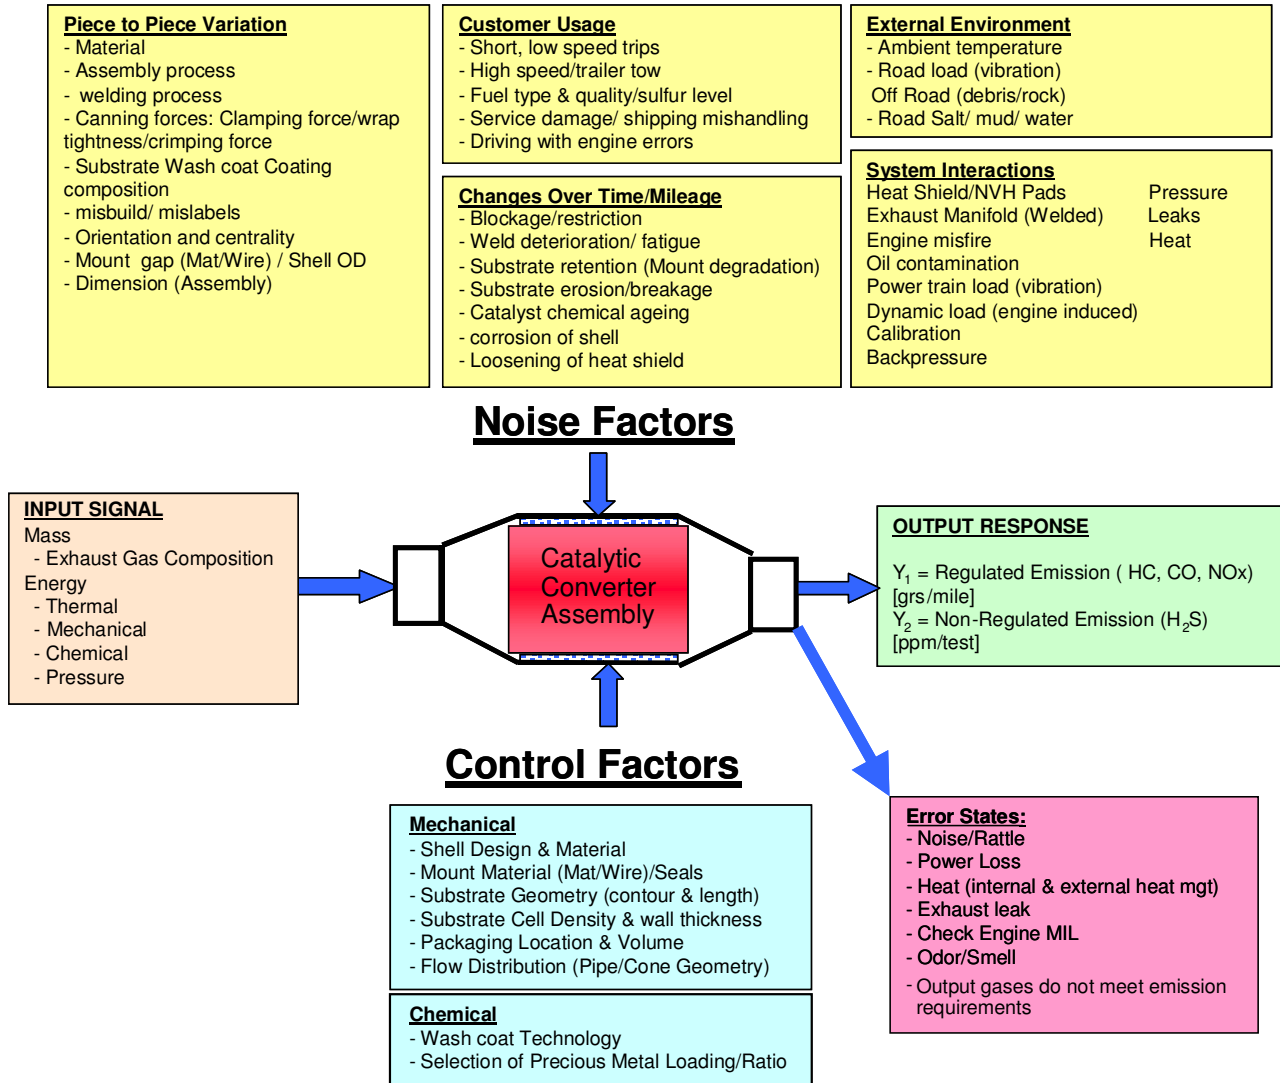 Piece to Piece Variation
- Material
- Assembly process
- welding process
- Canning forces: Clamping force/wrap
tightness/crimping force
- Substrate Wash coat Coating
composition
- misbuild/ mislabels
- Orientation and centrality
- Mount gap (Mat/Wire) / Shell OD
- Dimension (Assembly)
Customer Usage
- Short, low speed trips
- High speed/trailer tow
- Fuel type & quality/sulfur level
- Service damage/ shipping mishandling
- Driving with engine errors
Changes Over Time/Mileage
- Blockage/restriction
- Weld deterioration/ fatigue
- Substrate retention (Mount degradation)
- Substrate erosion/breakage
- Catalyst chemical ageing
- corrosion of shell
- Loosening of heat shield
External Environment
- Ambient temperature
- Road load (vibration)
Off Road (debris/rock)
- Road Salt/ mud/ water
System Interactions
Heat Shield/NVH Pads
Exhaust Manifold (Welded)
Engine misfire
Oil contamination
Power train load (vibration)
Dynamic load (engine induced)
Calibration
Backpressure
Pressure
Leaks
Heat
Noise Factors
INPUT SIGNAL
Mass
- Exhaust Gas Composition
Energy
- Thermal
- Mechanical
- Chemical
- Pressure
Catalytic
Converter
Assembly
OUTPUT RESPONSE
Y1 = Regulated Emission ( HC, CO, NOx)
[grs/mile]
Y2 = Non-Regulated Emission (H2S)
[ppm/test]
Control Factors
Mechanical
- Shell Design & Material
- Mount Material (Mat/Wire)/Seals
- Substrate Geometry (contour & length)
- Substrate Cell Density & wall thickness
- Packaging Location & Volume
- Flow Distribution (Pipe/Cone Geometry)
Chemical
- Wash coat Technology
- Selection of Precious Metal Loading/Ratio
Error States:
- Noise/Rattle
- Power Loss
- Heat (internal & external heat mgt)
- Exhaust leak
- Check Engine MIL
- Odor/Smell
- Output gases do not meet emission
requirements